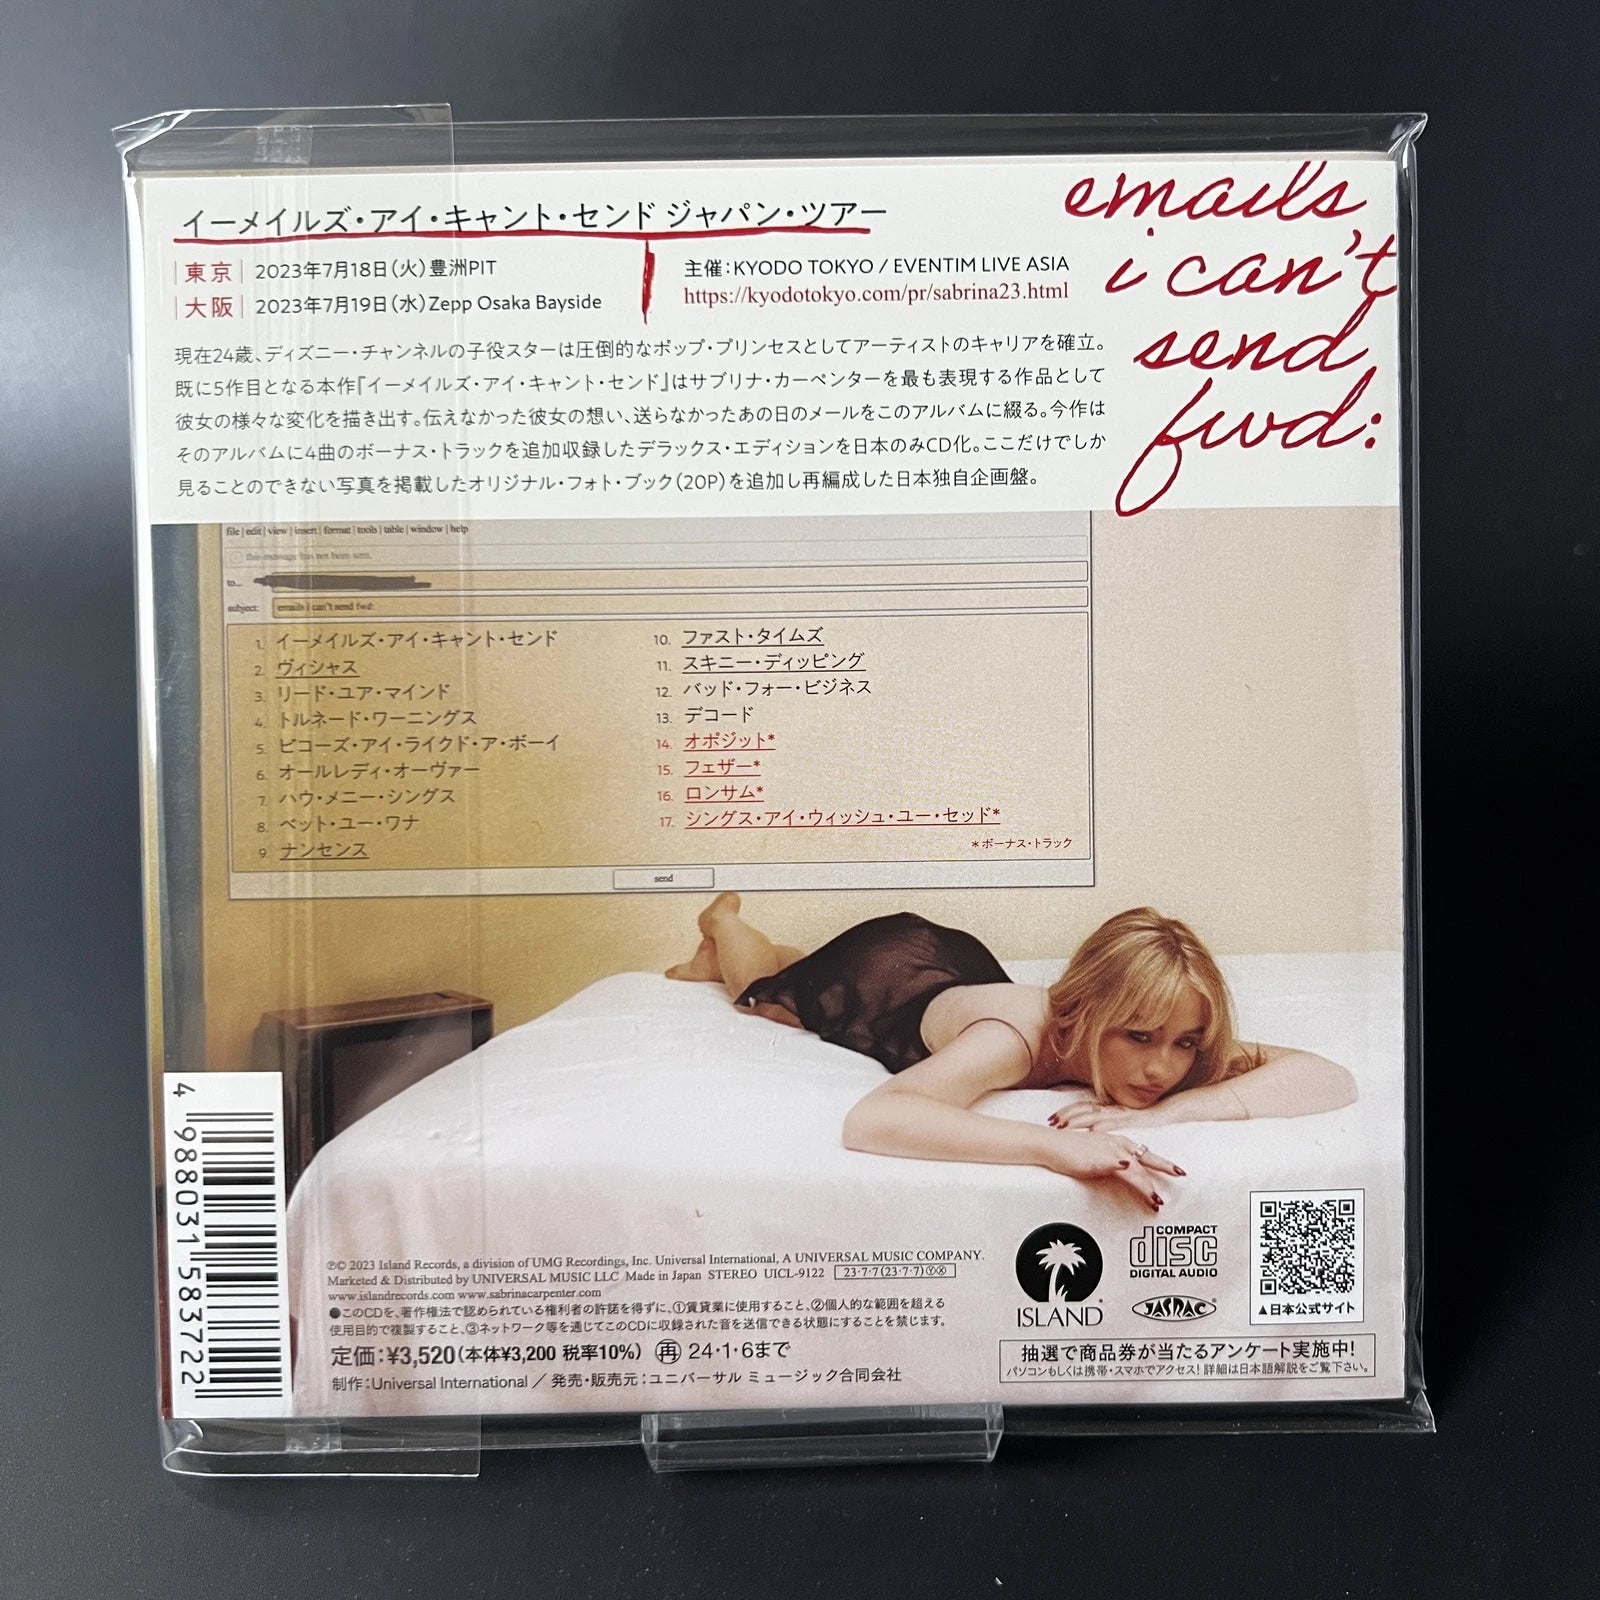 イーメイルズ・アイ・キャント・センド ジャパン・ツアー
東京 2023年7月18日(火)豊洲PIT
大阪 2023年7月19日(水)Zepp Osaka Bayside
主催:KYODO TOKYO / EVENTIM LIVE ASIA
https://kyodotokyo.com/pr/sabrina23.html
emails
i can't
send
fwd:
現在24歳、ディズニー・チャンネルの子役スターは圧倒的なポップ・プリンセスとしてアーティストのキャリアを確立。
既に5作目となる本作『イーメイルズ・アイ・キャント・センド』はサブリナ・カーペンターを最も表現する作品として
彼女の様々な変化を描き出す。伝えなかった彼女の想い、送らなかったあの日のメールをこのアルバムに綴る。今作は
そのアルバムに4曲のボーナス・トラックを追加収録したデラックス・エディションを日本のみCD化。ここだけでしか
見ることのできない写真を掲載したオリジナル・フォト・ブック(20P)を追加し再編成した日本独自企画盤。
file | edit | view | insert | format | tools | table | window | help
this message has not been sent.
to...
subject: emails i can't send fwd:
1. イーメイルズ・アイ・キャント・センド
2. ヴィシャス
3. リード・ユア・マインド
4. トルネード・ワーニングス
5. ビコーズ・アイ・ライクド・ア・ボーイ
6. オールレディ・オーヴァー
7. ハウ・メニー・シングス
8. ベット・ユー・ワナ
9. ナンセンス
10. ファスト・タイムズ
11. スキニー・ディッピング
12. バッド・フォー・ビジネス
13. デコード
14. オポジット*
15. フェザー*
16. ロンサム*
17. シングス・アイ・ウィッシュ・ユー・セッド*
*ボーナス・トラック
send
4 988031 583722
℗© 2023 Island Records, a division of UMG Recordings, Inc. Universal International, A UNIVERSAL MUSIC COMPANY.
Marketed & Distributed by UNIVERSAL MUSIC LLC Made in Japan STEREO UICL-9122 23・7・7(23・7・7)ⓎⓍ
www.islandrecords.com www.sabrinacarpenter.com
●このCDを、著作権法で認められている権利者の許諾を得ずに、①賃貸業に使用すること、②個人的な範囲を超える
使用目的で複製すること、③ネットワーク等を通じてこのCDに収録された音を送信できる状態にすることを禁じます。
定価:¥3,520(本体¥3,200 税率10%) 再 24・1・6まで
制作:Universal International / 発売・販売元:ユニバーサル ミュージック合同会社
ISLAND
COMPACT
disc
DIGITAL AUDIO
JASRAC
▲日本公式サイト
抽選で商品券が当たるアンケート実施中!
パソコンもしくは携帯・スマホでアクセス! 詳細は日本語解説をご覧下さい。